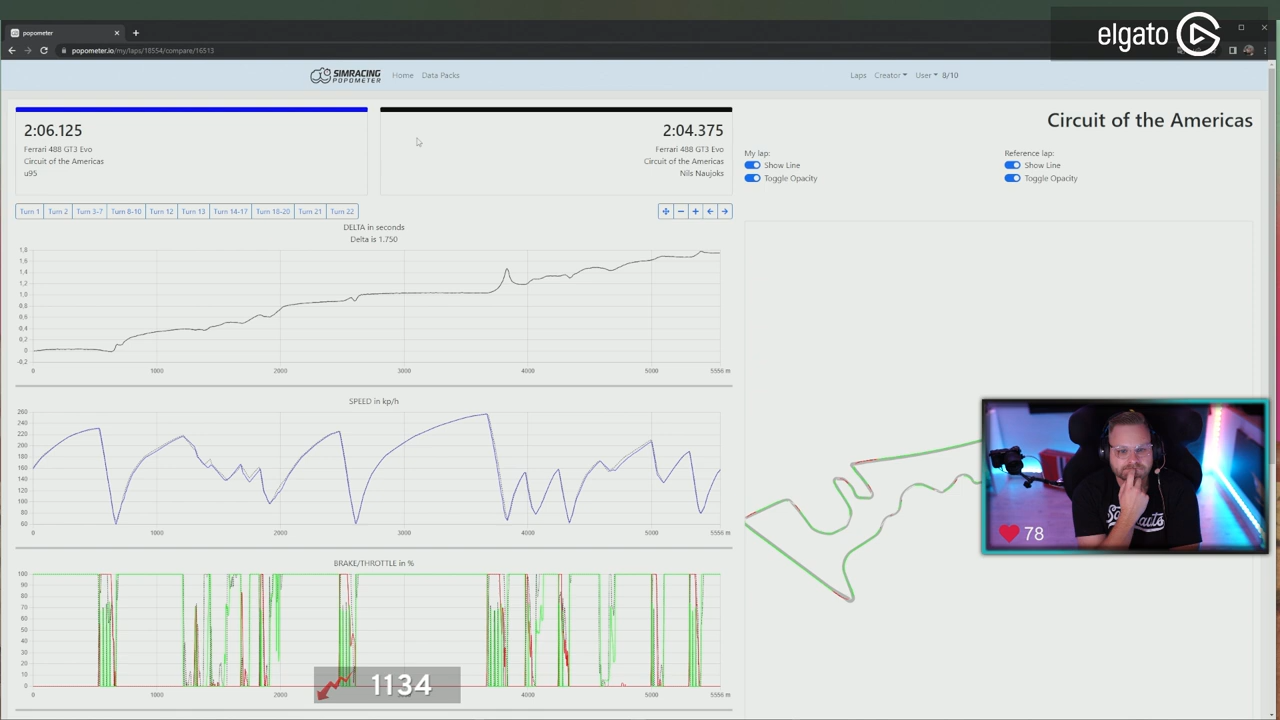 popometer
elgato
popometer.io/my/laps/18554/compare/16513
SIMRACING
POPOMETER
Home
Data Packs
Laps
Creator
User
8/10
2:06.125
Ferrari 488 GT3 Evo
Circuit of the Americas
u95
2:04.375
Ferrari 488 GT3 Evo
Circuit of the Americas
Nils Naujoks
Circuit of the Americas
My lap:
Show Line
Toggle Opacity
Reference lap:
Show Line
Toggle Opacity
Turn 1 Turn 2 Turn 3-7 Turn 8-10 Turn 12 Turn 13 Turn 14-17 Turn 18-20 Turn 21 Turn 22
DELTA in seconds
Delta is 1.750
1,8
1,6
1,4
1,2
1,0
0,8
0,6
0,4
0,2
0
-0,2
0 1000 2000 3000 4000 5000 5556 m
SPEED in kp/h
260
240
220
200
180
160
140
120
100
80
60
0 1000 2000 3000 4000 5000 5556 m
BRAKE/THROTTLE in %
100
90
80
70
60
50
40
30
20
10
0
0 1000 2000 4000 5000 5556 m
1134
78